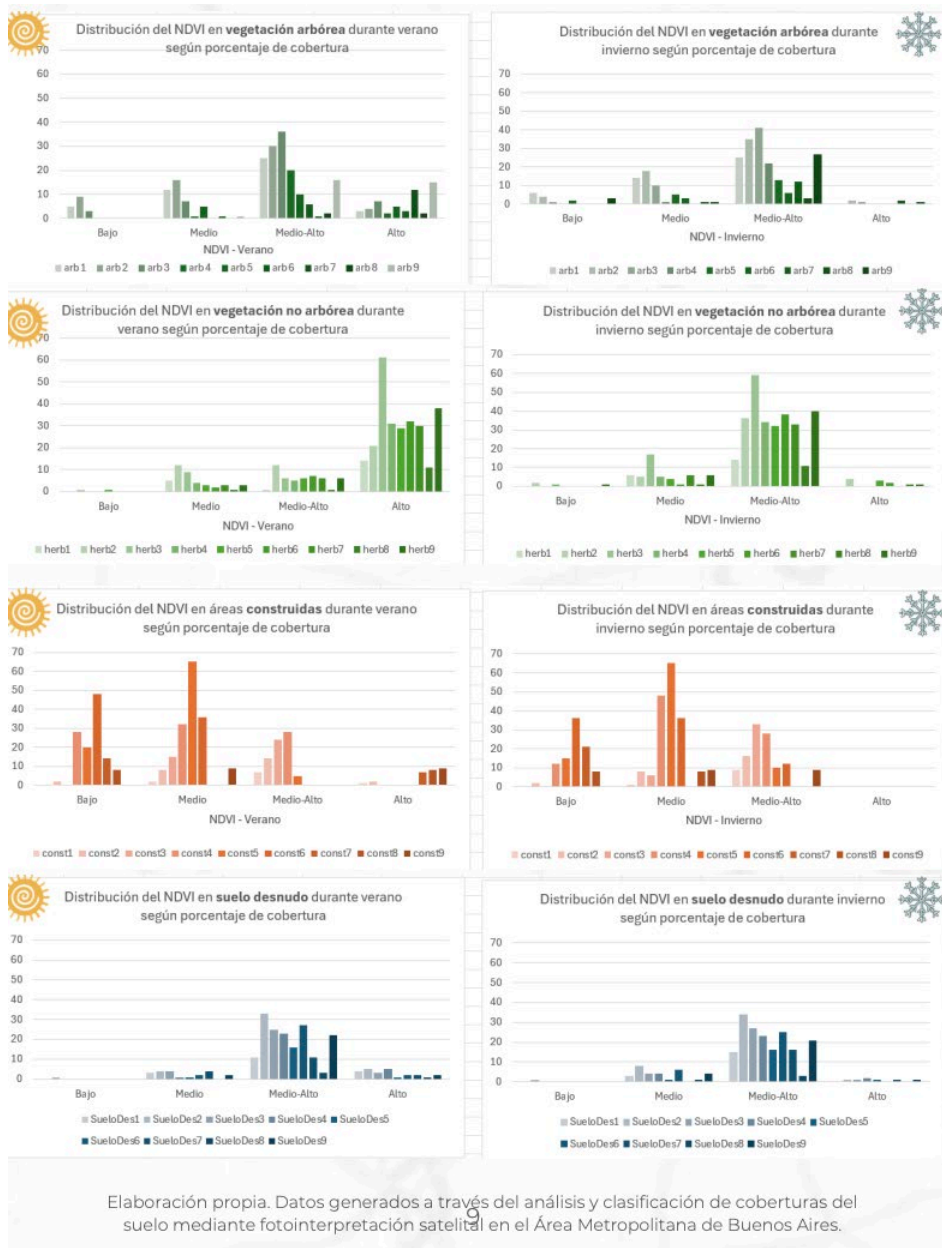 Distribución del NDVI en vegetación arbórea durante verano
según porcentaje de cobertura
70
60
50
40
30
20
10
0
Bajo Medio Medio-Alto Alto
NDVI - Verano
arb1 arb2 arb3 arb4 arb5 arb6 arb7 arb8 arb9
Distribución del NDVI en vegetación arbórea durante
invierno según porcentaje de cobertura
70
60
50
40
30
20
10
0
Bajo Medio Medio-Alto Alto
NDVI - Invierno
arb1 arb2 arb3 arb4 arb5 arb6 arb7 arb8 arb9
Distribución del NDVI en vegetación no arbórea durante
verano según porcentaje de cobertura
70
60
50
40
30
20
10
0
Bajo Medio Medio-Alto Alto
NDVI - Verano
herb1 herb2 herb3 herb4 herb5 herb6 herb7 herb8 herb9
Distribución del NDVI en vegetación no arbórea durante
invierno según porcentaje de cobertura
70
60
50
40
30
20
10
0
Bajo Medio Medio-Alto Alto
NDVI - Invierno
herb1 herb2 herb3 herb4 herb5 herb6 herb7 herb8 herb9
Distribución del NDVI en áreas construidas durante verano
según porcentaje de cobertura
70
60
50
40
30
20
10
0
Bajo Medio Medio-Alto Alto
NDVI - Verano
const1 const2 const3 const4 const5 const6 const7 const8 const9
Distribución del NDVI en áreas construidas durante
invierno según porcentaje de cobertura
70
60
50
40
30
20
10
0
Bajo Medio Medio-Alto Alto
NDVI - Invierno
const1 const2 const3 const4 const5 const6 const7 const8 const9
Distribución del NDVI en suelo desnudo durante verano
según porcentaje de cobertura
70
60
50
40
30
20
10
0
Bajo Medio Medio-Alto Alto
SueloDes1 SueloDes2 SueloDes3 SueloDes4 SueloDes5
SueloDes6 SueloDes7 SueloDes8 SueloDes9
Distribución del NDVI en suelo desnudo durante invierno
según porcentaje de cobertura
70
60
50
40
30
20
10
0
Bajo Medio Medio-Alto Alto
SueloDes1 SueloDes2 SueloDes3 SueloDes4 SueloDes5
SueloDes6 SueloDes7 SueloDes8 SueloDes9
Elaboración propia. Datos generados a través del análisis y clasificación de coberturas del
suelo mediante fotointerpretación satelital en el Área Metropolitana de Buenos Aires.
9